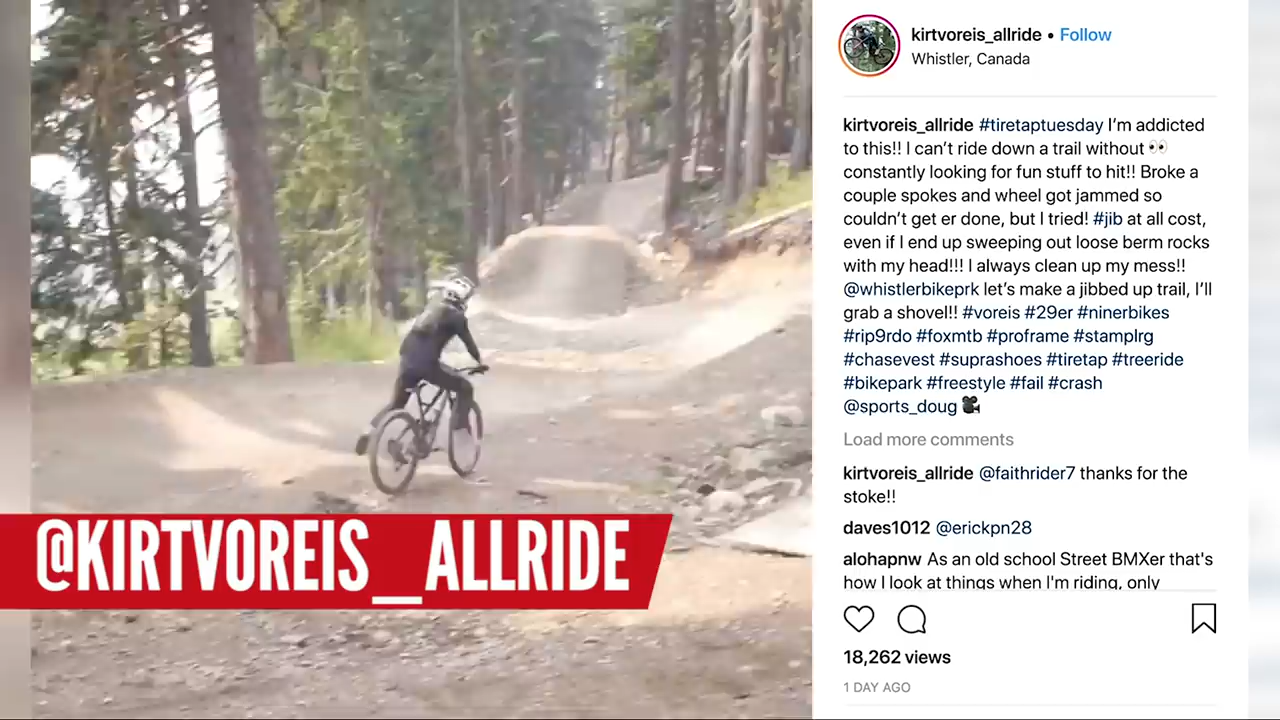 kirtvoreis_allride • Follow
Whistler, Canada
kirtvoreis_allride #tiretaptuesday I’m addicted
to this!! I can’t ride down a trail without 👀
constantly looking for fun stuff to hit!! Broke a
couple spokes and wheel got jammed so
couldn’t get er done, but I tried! #jib at all cost,
even if I end up sweeping out loose berm rocks
with my head!!! I always clean up my mess!!
@whistlerbikeprk let’s make a jibbed up trail, I’ll
grab a shovel!! #voreis #29er #ninerbikes
#rip9rdo #foxmtb #proframe #stamplrg
#chasevest #suprashoes #tiretap #treeride
#bikepark #freestyle #fail #crash
@sports_doug 🎥
Load more comments
kirtvoreis_allride @faithrider7 thanks for the
stoke!!
daves1012 @erickpn28
alohapnw As an old school Street BMXer that's
how I look at things when I'm riding, only
18,262 views
1 DAY AGO
@KIRTVOREIS__ALLRIDE